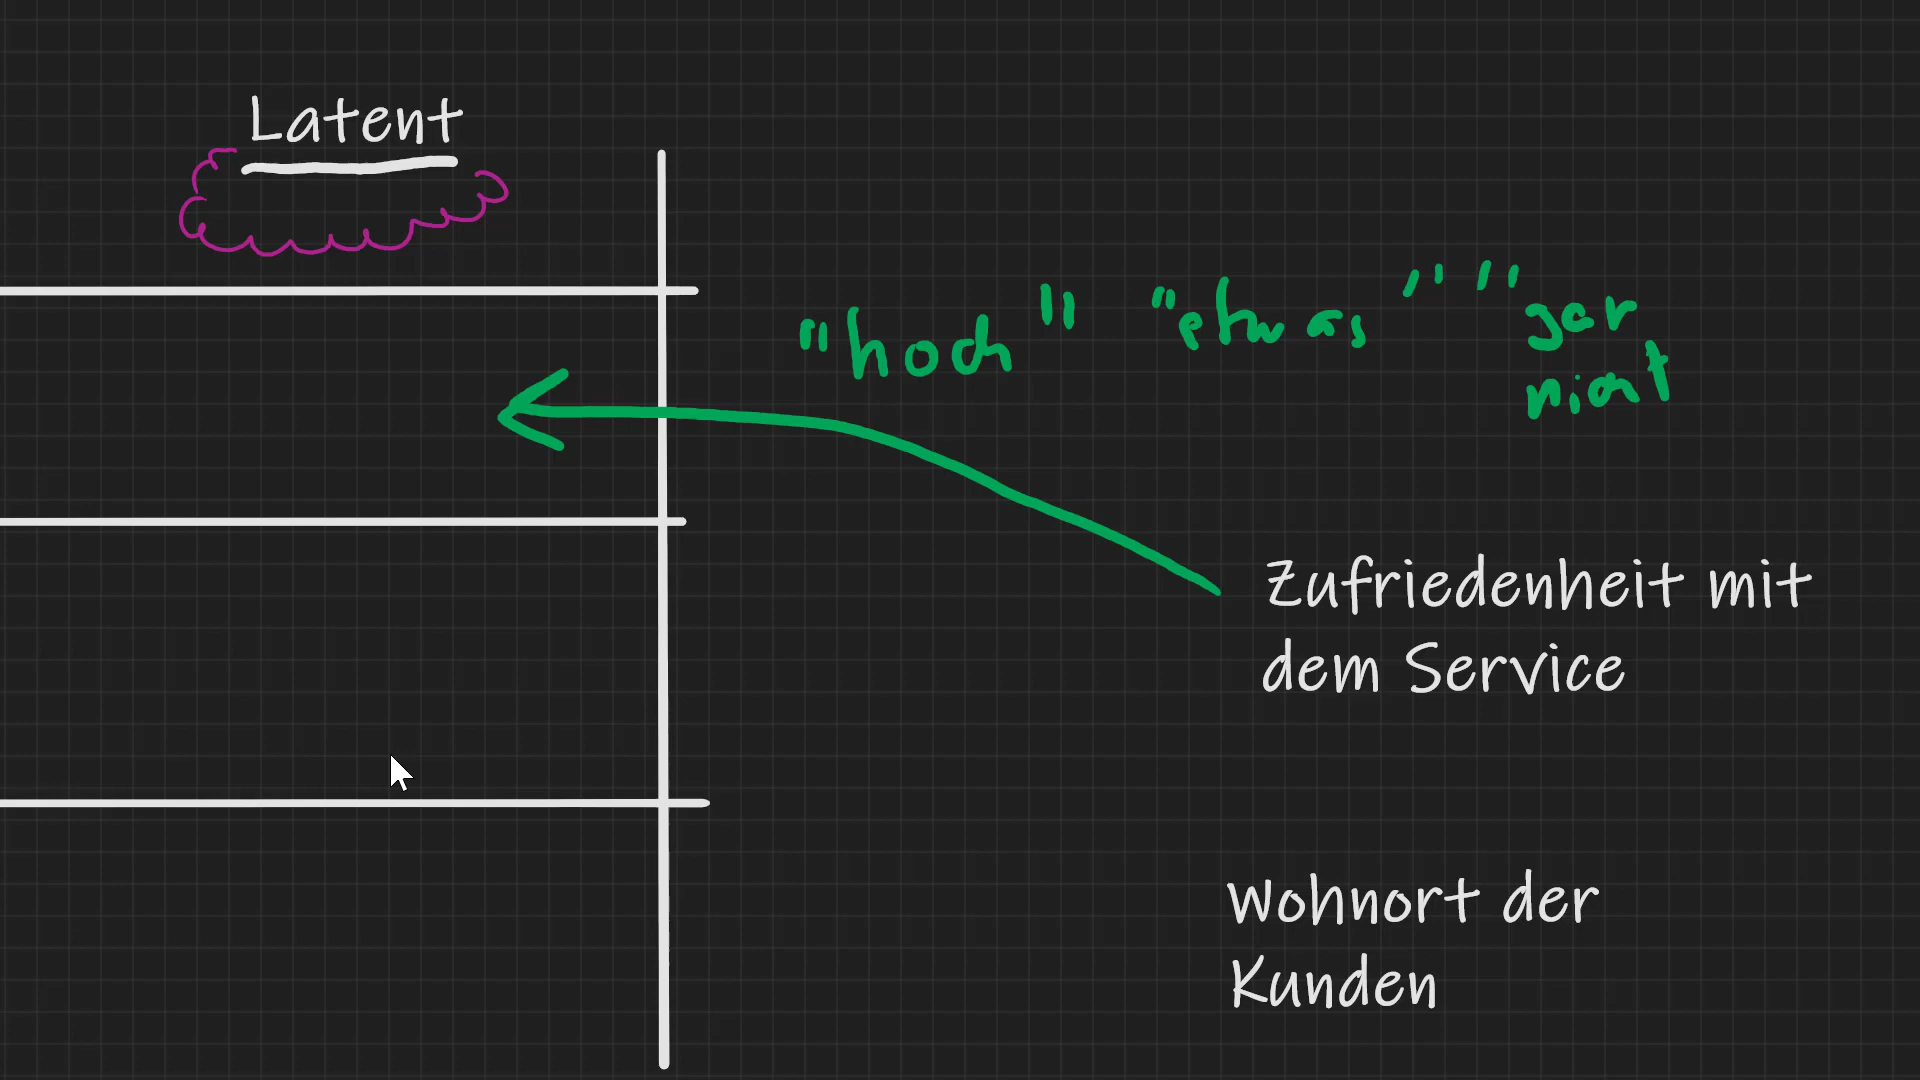 Latent
"hoch" "etwas" "gar
nicht
Zufriedenheit mit
dem Service
Wohnort der
Kunden